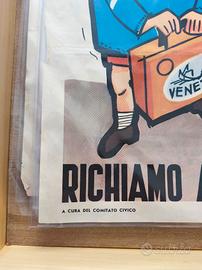 VENE
RICHIAMO A
A CURA DEL COMITATO CIVICO
subito